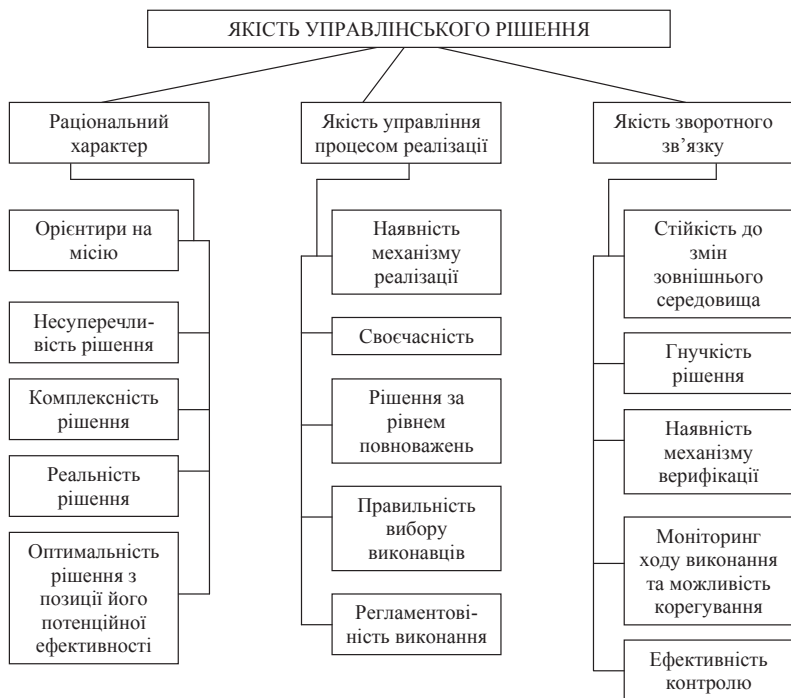 ЯКІСТЬ УПРАВЛІНСЬКОГО РІШЕННЯ
Раціональний
характер
Орієнтири на
місію
Несуперечли-
вість рішення
Комплексність
рішення
Реальність
рішення
Оптимальність
рішення з
позиції його
потенційної
ефективності
Якість управління
процесом реалізації
Наявність
механізму
реалізації
Своєчасність
Рішення за
рівнем
повноважень
Правильність
вибору
виконавців
Регламентові-
ність виконання
Якість зворотного
зв’язку
Стійкість до
змін
зовнішнього
середовища
Гнучкість
рішення
Наявність
механізму
верифікації
Моніторинг
ходу виконання
та можливість
корегування
Ефективність
контролю